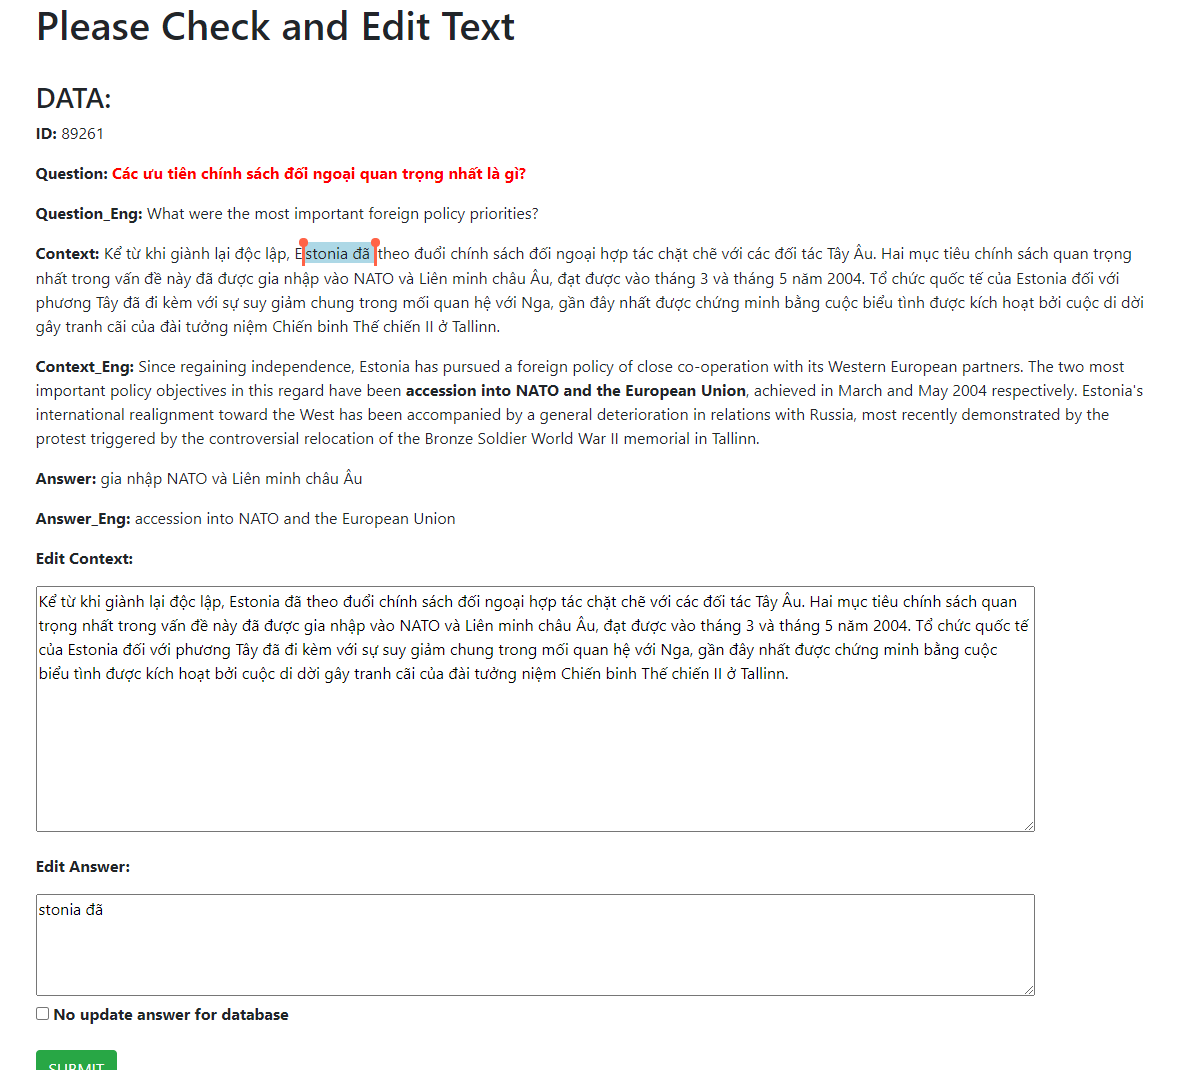 Please Check and Edit Text
DATA:
ID: 89261
Question: Các ưu tiên chính sách đối ngoại quan trọng nhất là gì?
Question_Eng: What were the most important foreign policy priorities?
Context: Kể từ khi giành lại độc lập, Estonia đã theo đuổi chính sách đối ngoại hợp tác chặt chẽ với các đối tác Tây Âu. Hai mục tiêu chính sách quan trọng
nhất trong vấn đề này đã được gia nhập vào NATO và Liên minh châu Âu, đạt được vào tháng 3 và tháng 5 năm 2004. Tổ chức quốc tế của Estonia đối với
phương Tây đã đi kèm với sự suy giảm chung trong mối quan hệ với Nga, gần đây nhất được chứng minh bằng cuộc biểu tình được kích hoạt bởi cuộc di dời
gây tranh cãi của đài tưởng niệm Chiến binh Thế chiến II ở Tallinn.
Context_Eng: Since regaining independence, Estonia has pursued a foreign policy of close co-operation with its Western European partners. The two most
important policy objectives in this regard have been accession into NATO and the European Union, achieved in March and May 2004 respectively. Estonia's
international realignment toward the West has been accompanied by a general deterioration in relations with Russia, most recently demonstrated by the
protest triggered by the controversial relocation of the Bronze Soldier World War II memorial in Tallinn.
Answer: gia nhập NATO và Liên minh châu Âu
Answer_Eng: accession into NATO and the European Union
Edit Context:
Kể từ khi giành lại độc lập, Estonia đã theo đuổi chính sách đối ngoại hợp tác chặt chẽ với các đối tác Tây Âu. Hai mục tiêu chính sách quan
trọng nhất trong vấn đề này đã được gia nhập vào NATO và Liên minh châu Âu, đạt được vào tháng 3 và tháng 5 năm 2004. Tổ chức quốc tế
của Estonia đối với phương Tây đã đi kèm với sự suy giảm chung trong mối quan hệ với Nga, gần đây nhất được chứng minh bằng cuộc
biểu tình được kích hoạt bởi cuộc di dời gây tranh cãi của đài tưởng niệm Chiến binh Thế chiến II ở Tallinn.
Edit Answer:
stonia đã
No update answer for database
SUBMIT